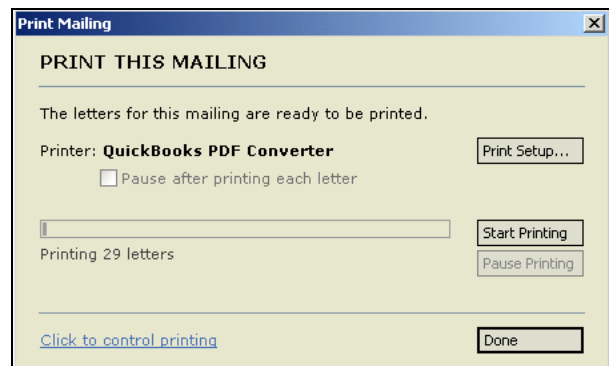 Print Mailing
PRINT THIS MAILING
The letters for this mailing are ready to be printed.
Printer: QuickBooks PDF Converter
Print Setup...
Pause after printing each letter
Start Printing
Printing 29 letters
Pause Printing
Click to control printing
Done